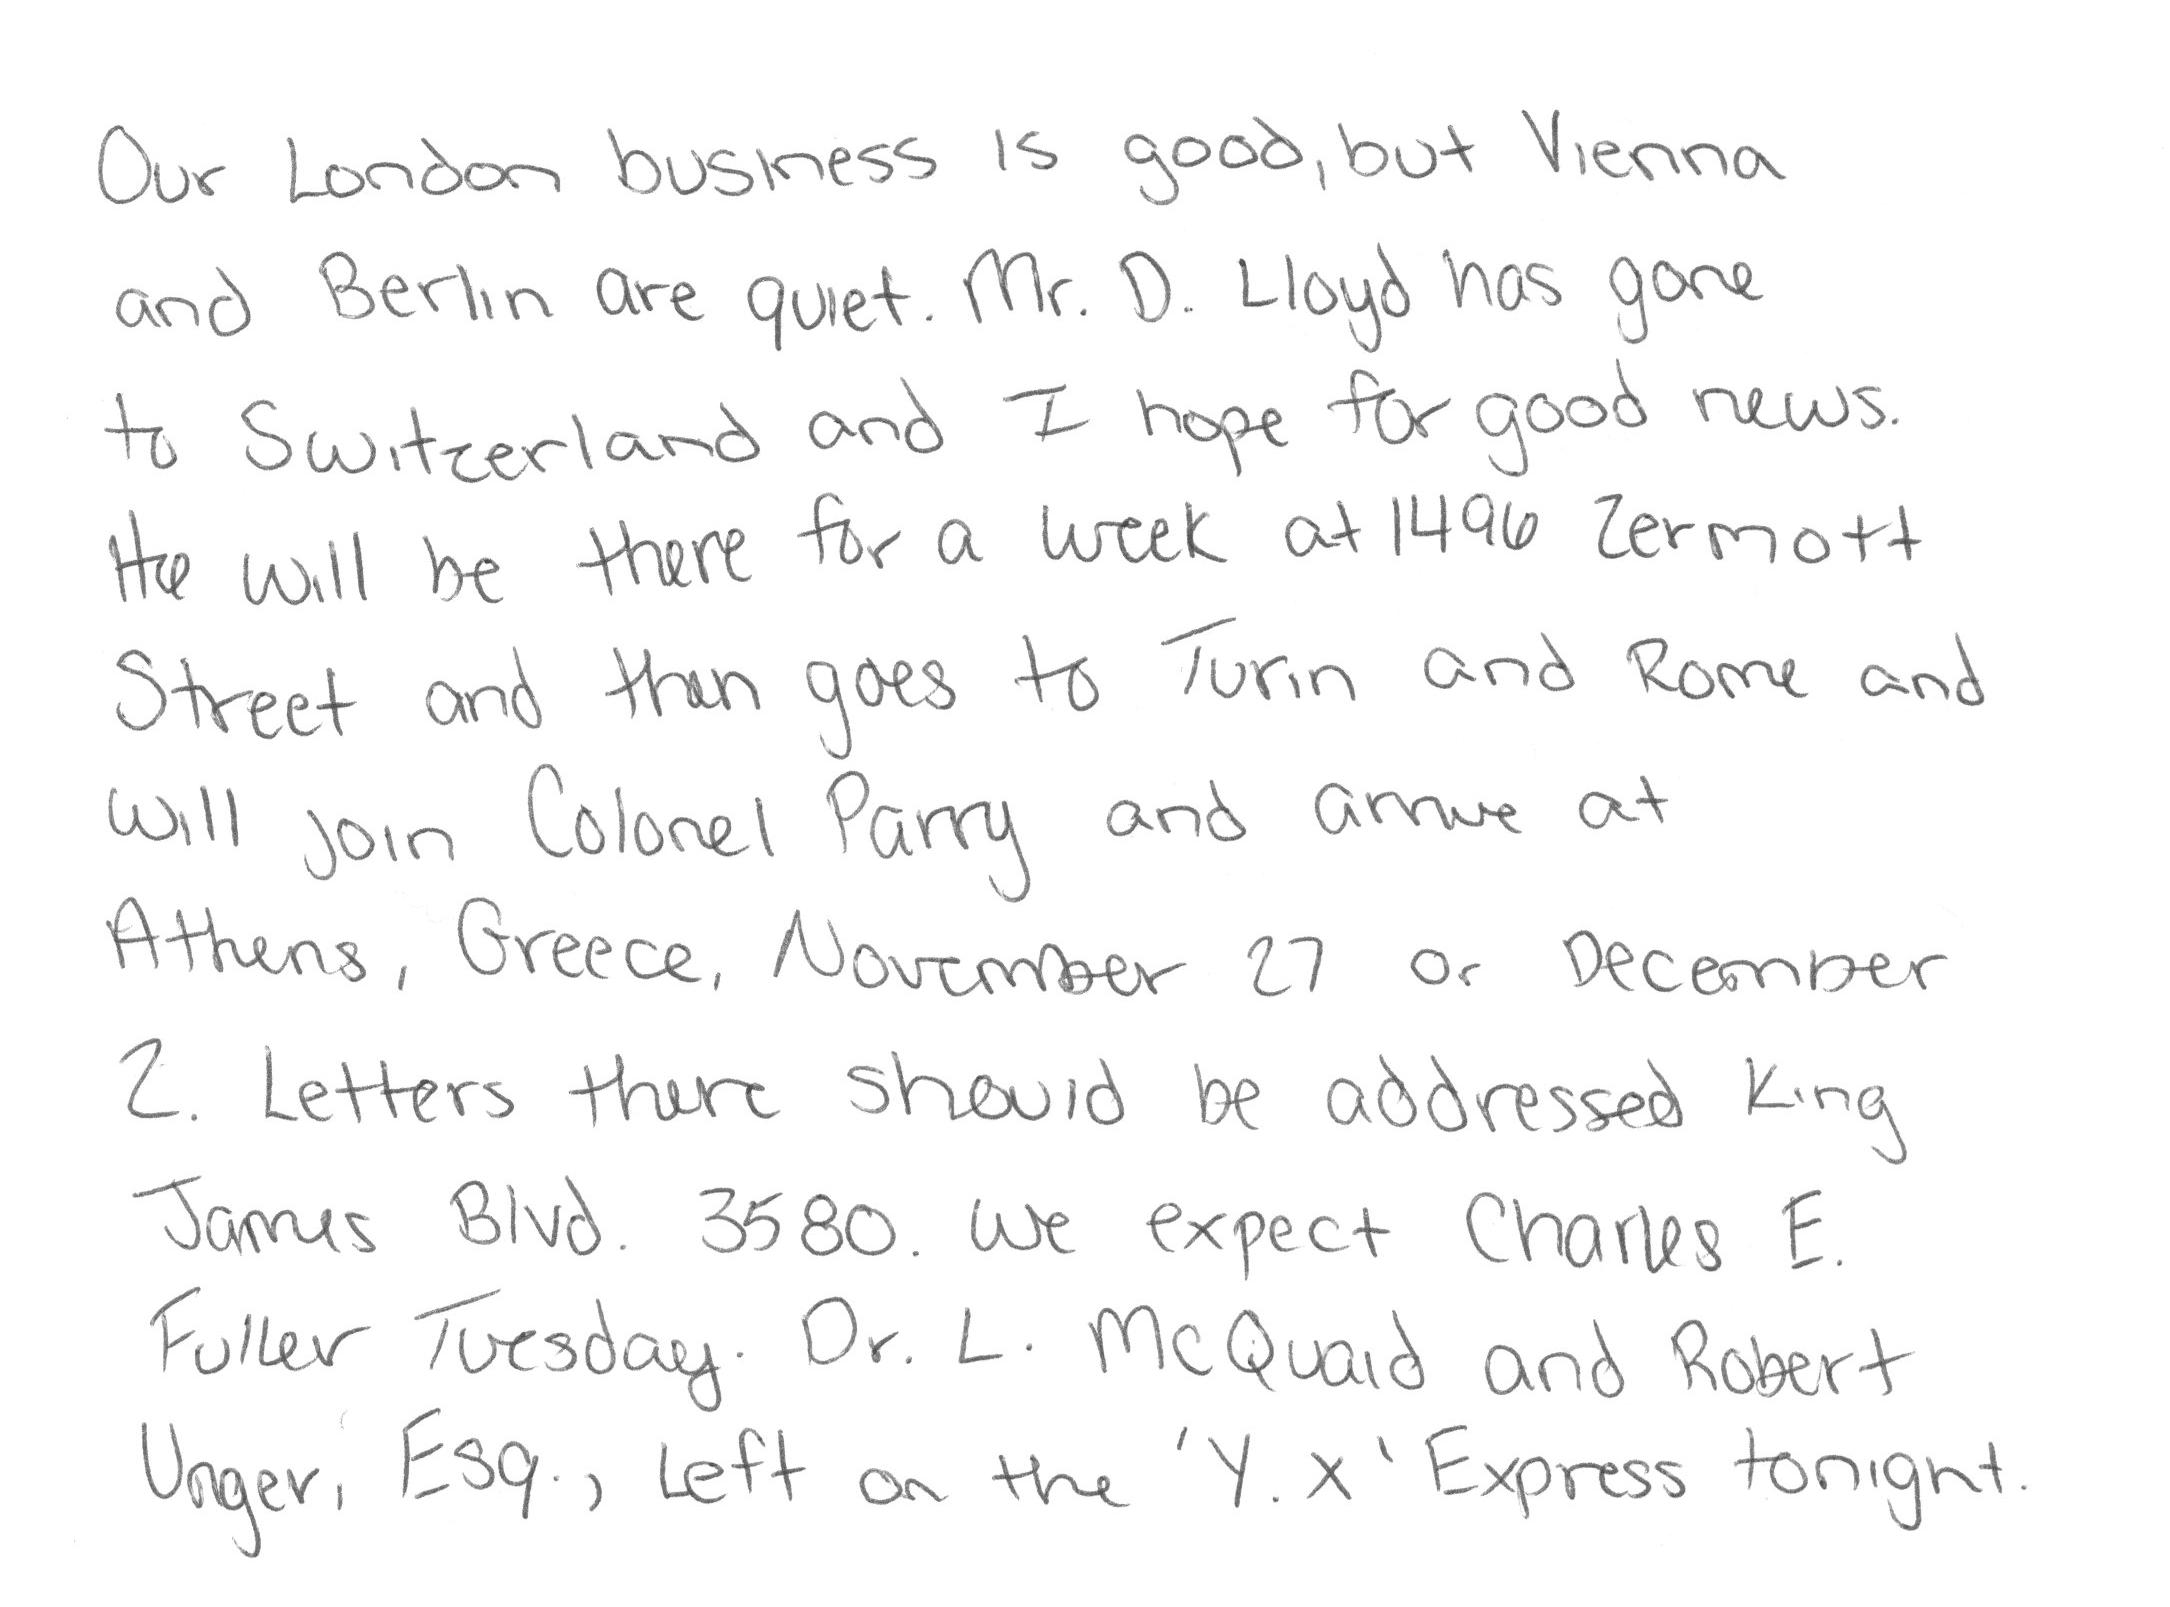 Our London business is good, but Vienna
and Berlin are quiet. Mr. D. Lloyd has gone
to Switzerland and I hope for good news.
He will be there for a week at 1496 Zermott
Street and then goes to Turin and Rome and
will join Colonel Parry and arrive at
Athens, Greece, November 27 or December
2. Letters there should be addressed King
James Blvd. 3580. We expect Charles E.
Fuller Tuesday. Dr. L. McQuaid and Robert
Unger, Esq., left on the 'Y.X' Express tonight.